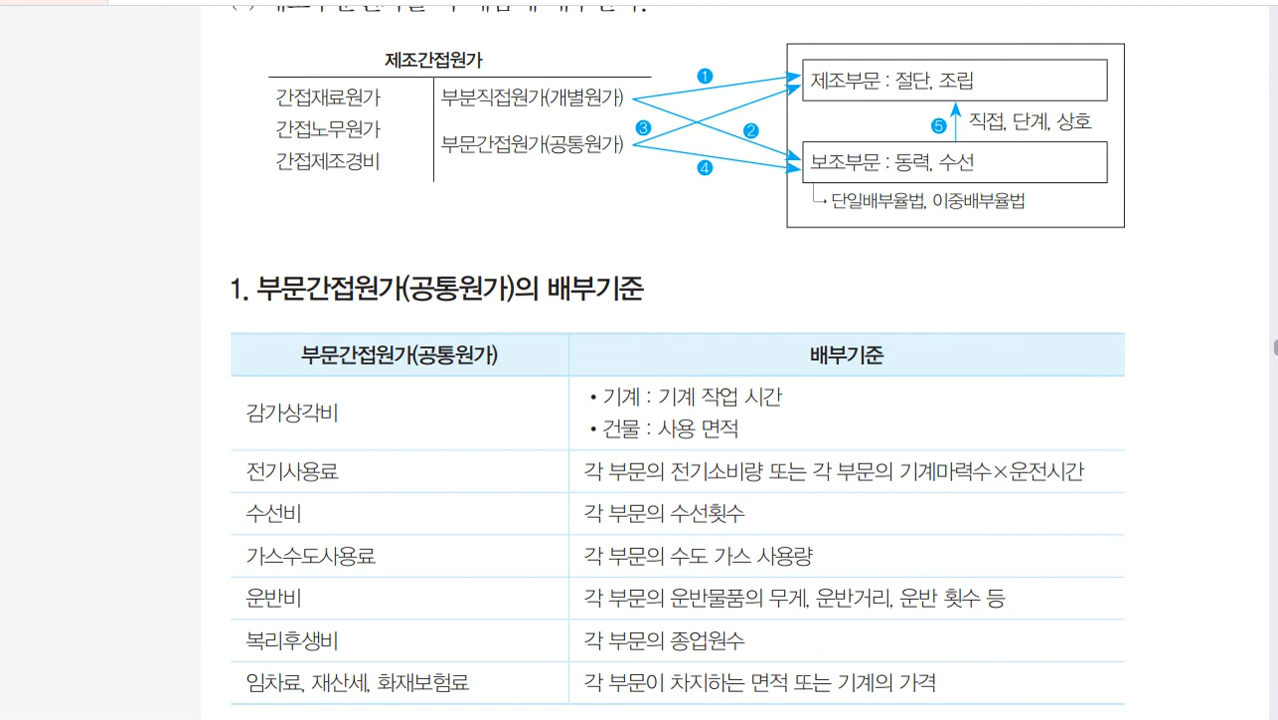 제조간접원가
간접재료원가
간접노무원가
간접제조경비
부분직접원가(개별원가)
부문간접원가(공통원가)
1
2
3
4
제조부문 : 절단, 조립
5 직접, 단계, 상호
보조부문 : 동력, 수선
단일배부율법, 이중배부율법
1. 부문간접원가(공통원가)의 배부기준
부문간접원가(공통원가) 배부기준
감가상각비
• 기계 : 기계 작업 시간
• 건물 : 사용 면적
전기사용료 각 부문의 전기소비량 또는 각 부문의 기계마력수×운전시간
수선비 각 부문의 수선횟수
가스수도사용료 각 부문의 수도 가스 사용량
운반비 각 부문의 운반물품의 무게, 운반거리, 운반 횟수 등
복리후생비 각 부문의 종업원수
임차료, 재산세, 화재보험료 각 부문이 차지하는 면적 또는 기계의 가격